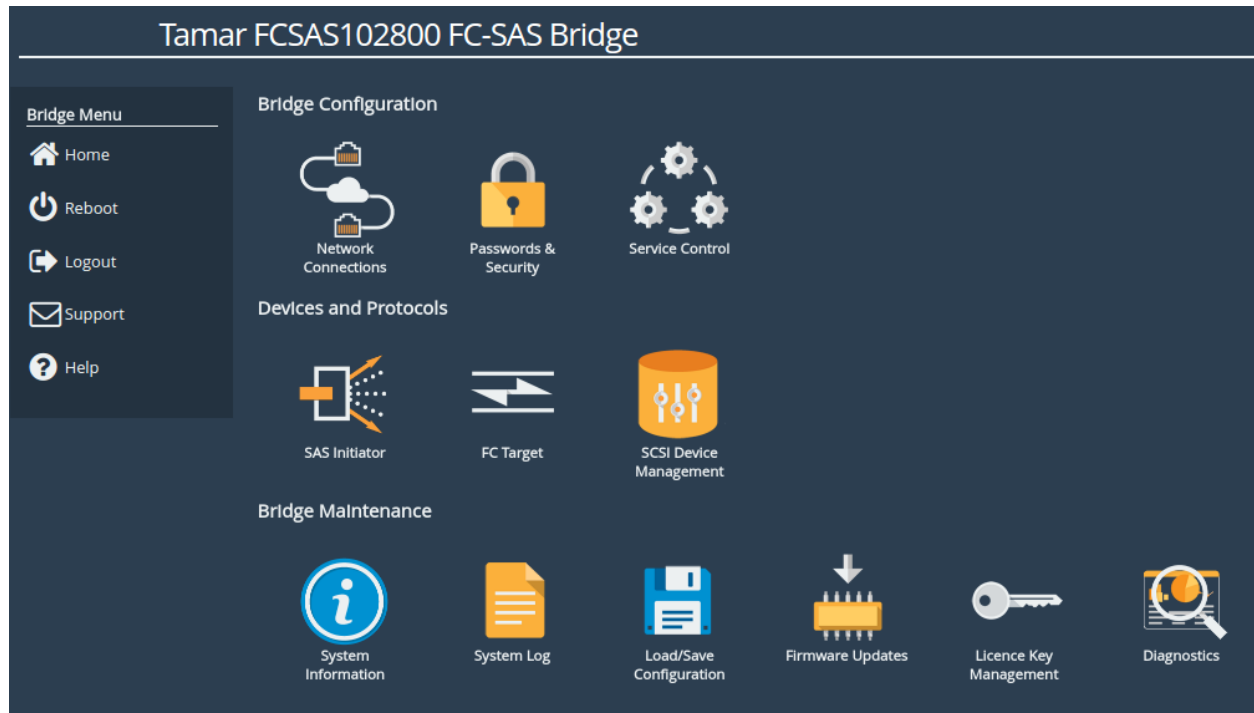 Tamar FCSAS102800 FC-SAS Bridge
Bridge Menu
Home
Reboot
Logout
Support
Help
Bridge Configuration
Network
Connections
Passwords &
Security
Service Control
Devices and Protocols
SAS Initiator
FC Target
SCSI Device
Management
Bridge Maintenance
System
Information
System Log
Load/Save
Configuration
Firmware Updates
Licence Key
Management
Diagnostics